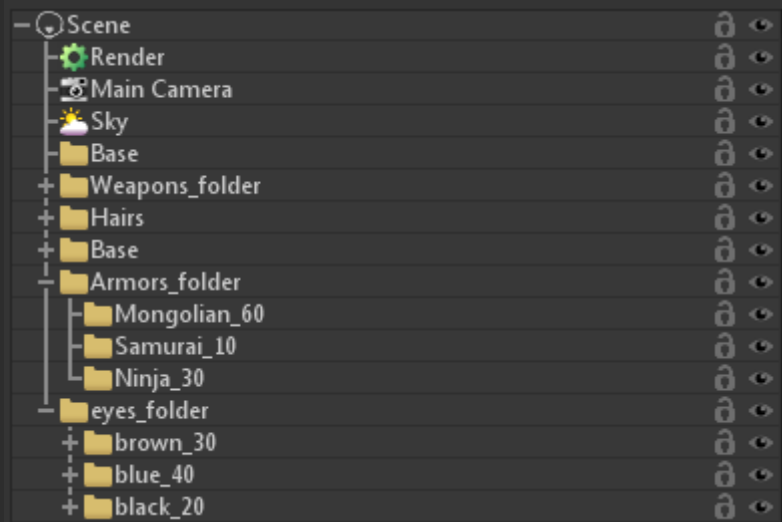 Scene
Render
Main Camera
Sky
Base
Weapons_folder
Hairs
Base
Armors_folder
Mongolian_60
Samurai_10
Ninja_30
eyes_folder
brown_30
blue_40
black_20